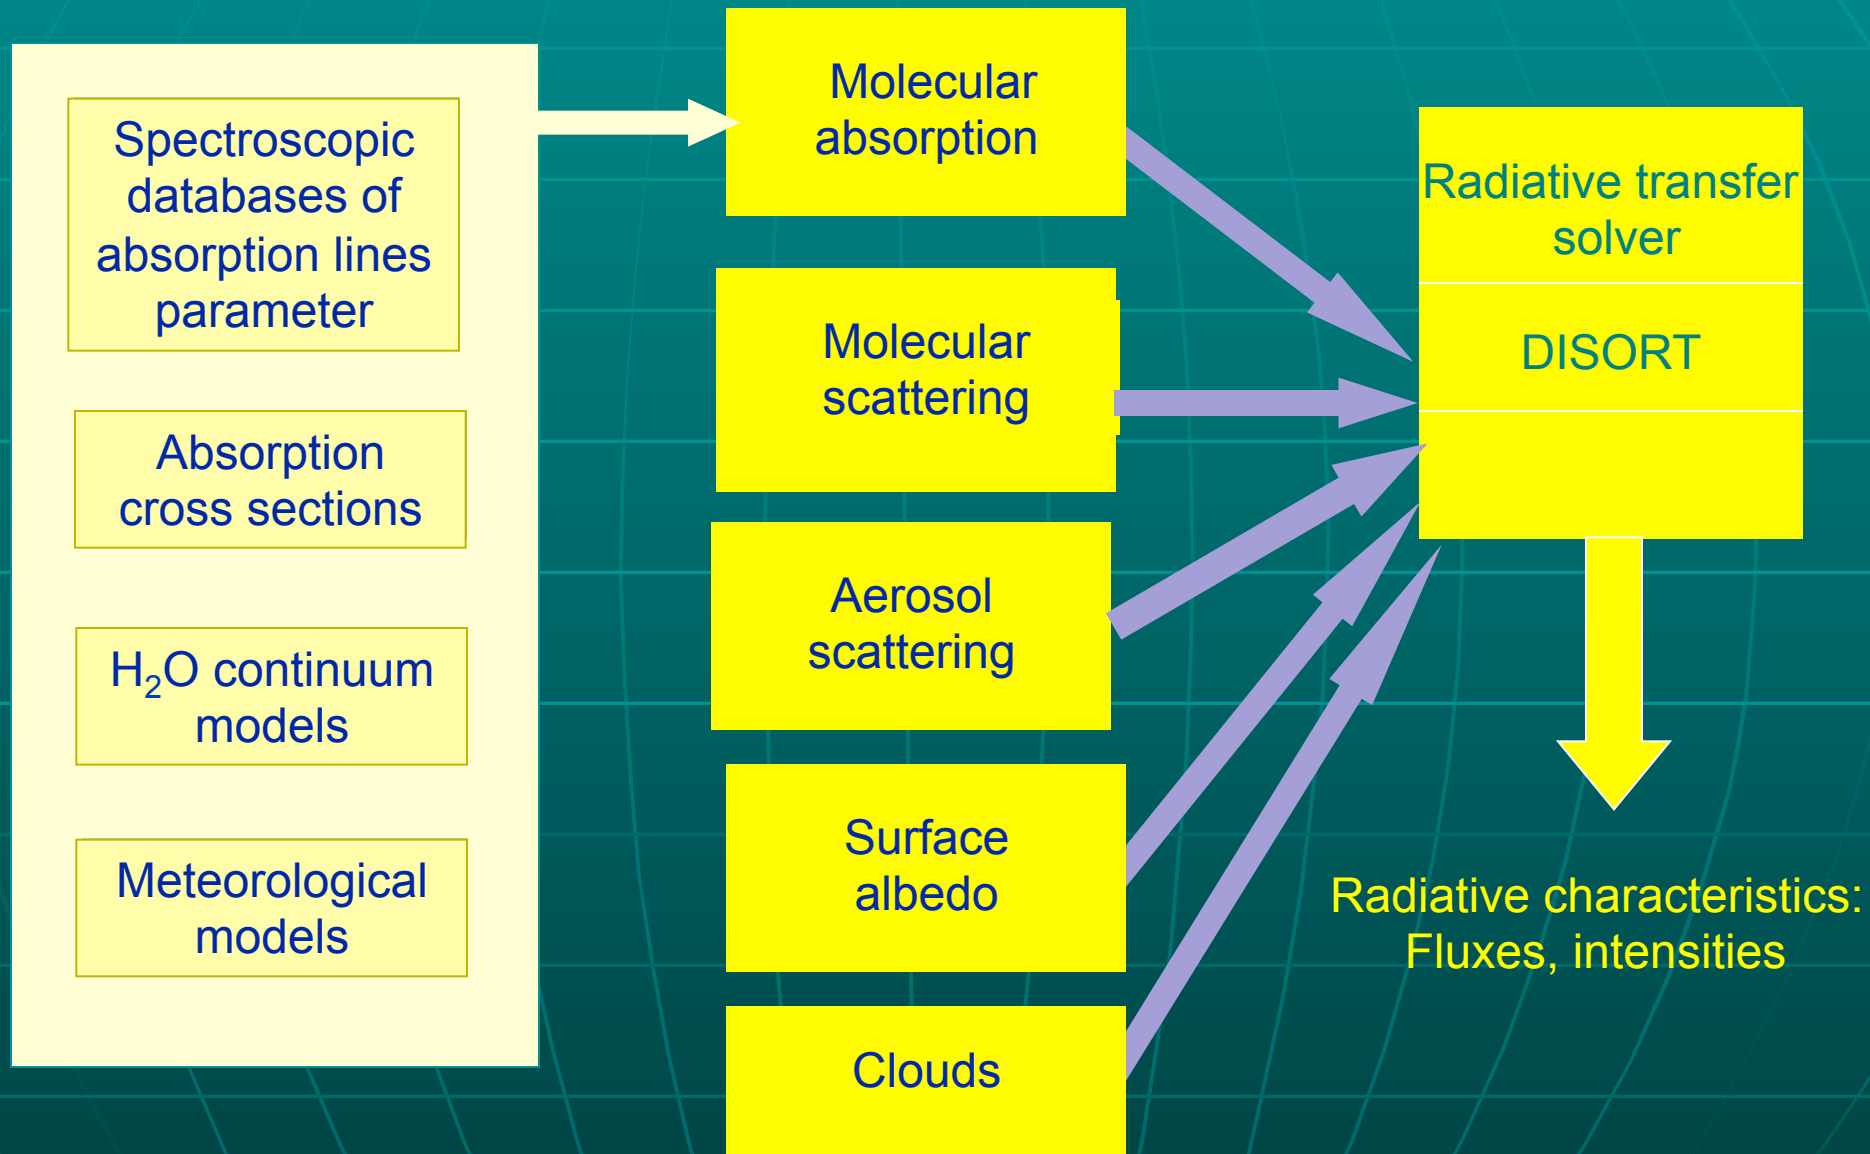 Spectroscopic
databases of
absorption lines
parameter
Absorption
cross sections
H₂O continuum
models
Meteorological
models
Molecular
absorption
Molecular
scattering
Aerosol
scattering
Surface
albedo
Clouds
Radiative transfer
solver
DISORT
Radiative characteristics:
Fluxes, intensities